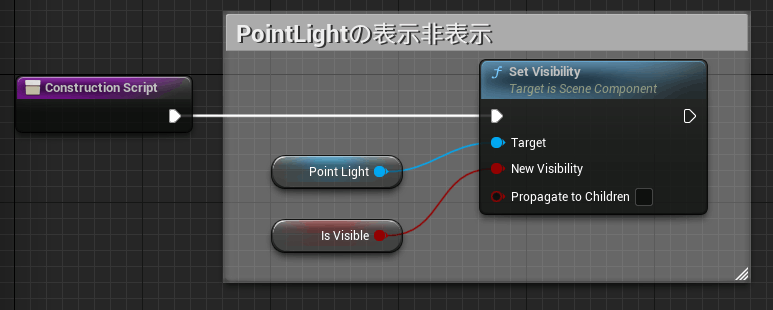 PointLightの表示非表示
Construction Script
Set Visibility
Target is Scene Component
Target
Point Light
New Visibility
Propagate to Children
Is Visible